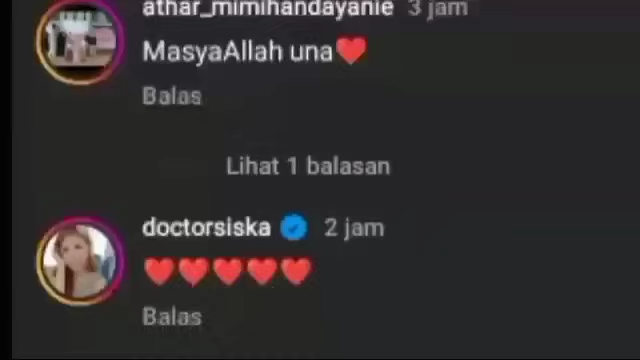 athar_mimihandayanie 3 jam
MasyaAllah una❤️
Balas
Lihat 1 balasan
doctorsiska 2 jam
❤️❤️❤️❤️❤️
Balas